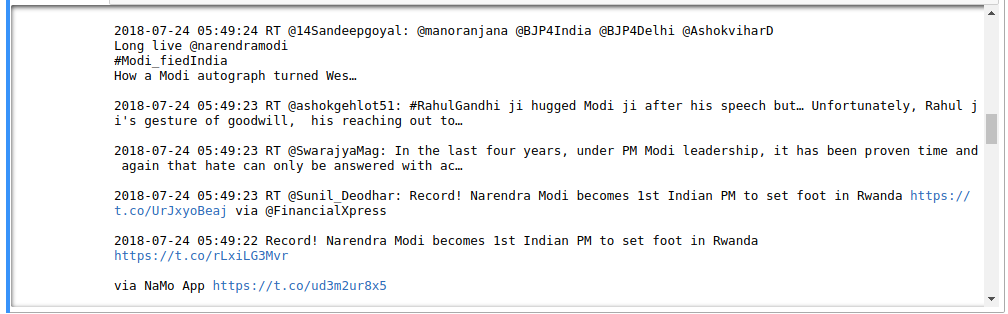 2018-07-24 05:49:24 RT @14Sandeepgoyal: @manoranjana @BJP4India @BJP4Delhi @AshokviharD
Long live @narendramodi
#Modi_fiedIndia
How a Modi autograph turned Wes…
2018-07-24 05:49:23 RT @ashokgehlot51: #RahulGandhi ji hugged Modi ji after his speech but… Unfortunately, Rahul j
i's gesture of goodwill,  his reaching out to…
2018-07-24 05:49:23 RT @SwarajyaMag: In the last four years, under PM Modi leadership, it has been proven time and
again that hate can only be answered with ac…
2018-07-24 05:49:23 RT @Sunil_Deodhar: Record! Narendra Modi becomes 1st Indian PM to set foot in Rwanda https://
t.co/UrJxyoBeaj via @FinancialXpress
2018-07-24 05:49:22 Record! Narendra Modi becomes 1st Indian PM to set foot in Rwanda
https://t.co/rLxiLG3Mvr
via NaMo App https://t.co/ud3m2ur8x5